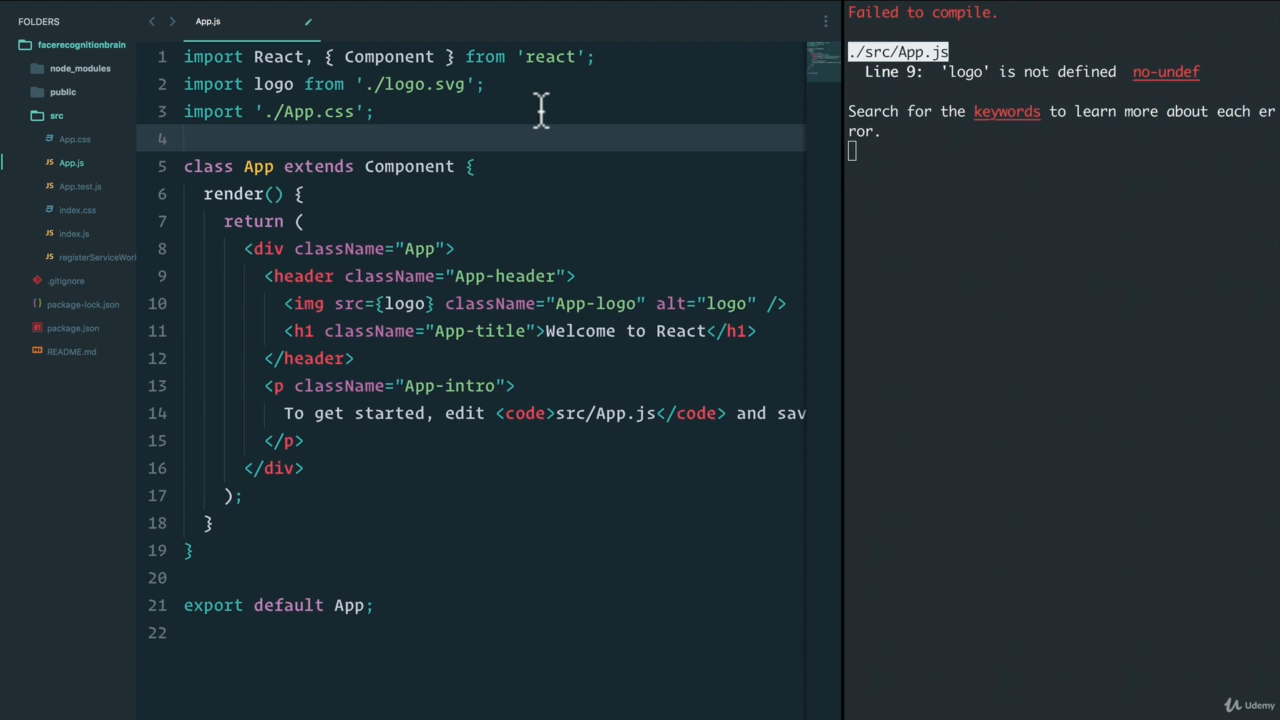 FOLDERS
facerecognitionbrain
node_modules
public
src
App.css
App.js
App.test.js
index.css
index.js
registerServiceWork
.gitignore
package-lock.json
package.json
README.md
App.js
1 import React, { Component } from 'react';
2 import logo from './logo.svg';
3 import './App.css';
4
5 class App extends Component {
6 render() {
7 return (
8 <div className="App">
9 <header className="App-header">
10 <img src={logo} className="App-logo" alt="logo" />
11 <h1 className="App-title">Welcome to React</h1>
12 </header>
13 <p className="App-intro">
14 To get started, edit <code>src/App.js</code> and sav
15 </p>
16 </div>
17 );
18 }
19 }
20
21 export default App;
22
Failed to compile.
./src/App.js
Line 9: 'logo' is not defined no-undef
Search for the keywords to learn more about each er
ror.
Udemy